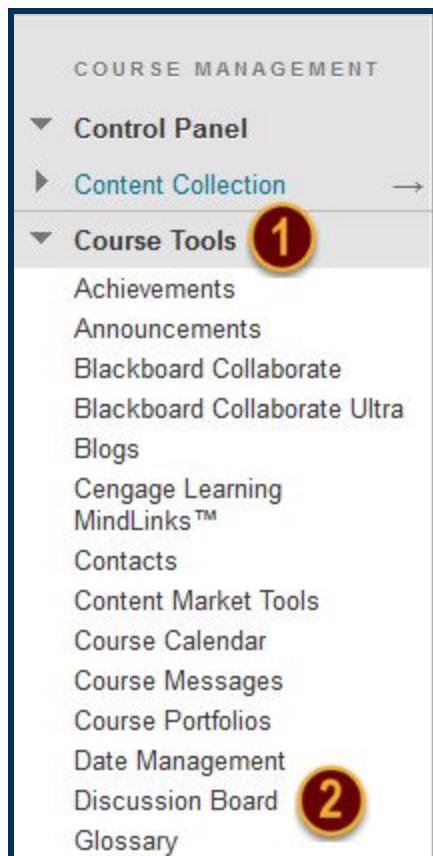 COURSE MANAGEMENT
Control Panel
Content Collection →
Course Tools 1
Achievements
Announcements
Blackboard Collaborate
Blackboard Collaborate Ultra
Blogs
Cengage Learning
MindLinks™
Contacts
Content Market Tools
Course Calendar
Course Messages
Course Portfolios
Date Management
Discussion Board 2
Glossary